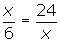 x/6 = 24/x